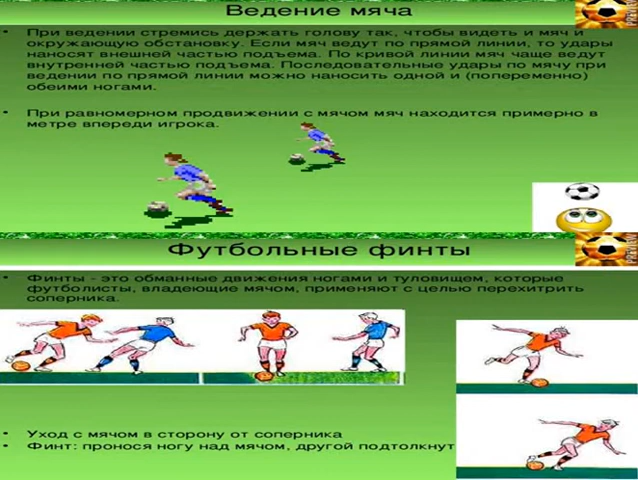 Ведение мяча
При ведении стремись держать голову так, чтобы видеть и мяч и
окружающую обстановку. Если мяч ведут по прямой линии, то удары
наносят внешней частью подъема. По кривой линии мяч чаще ведут
внутренней частью подъема. Последовательные удары по мячу при
ведении по прямой линии можно наносить одной и (попеременно)
обеими ногами.
При равномерном продвижении с мячом мяч находится примерно в
метре впереди игрока.
Футбольные финты
Финты - это обманные движения ногами и туловищем, которые
футболисты, владеющие мячом, применяют с целью перехитрить
соперника.
Уход с мячом в сторону от соперника
Финт: пронося ногу над мячом, другой подтолкнут